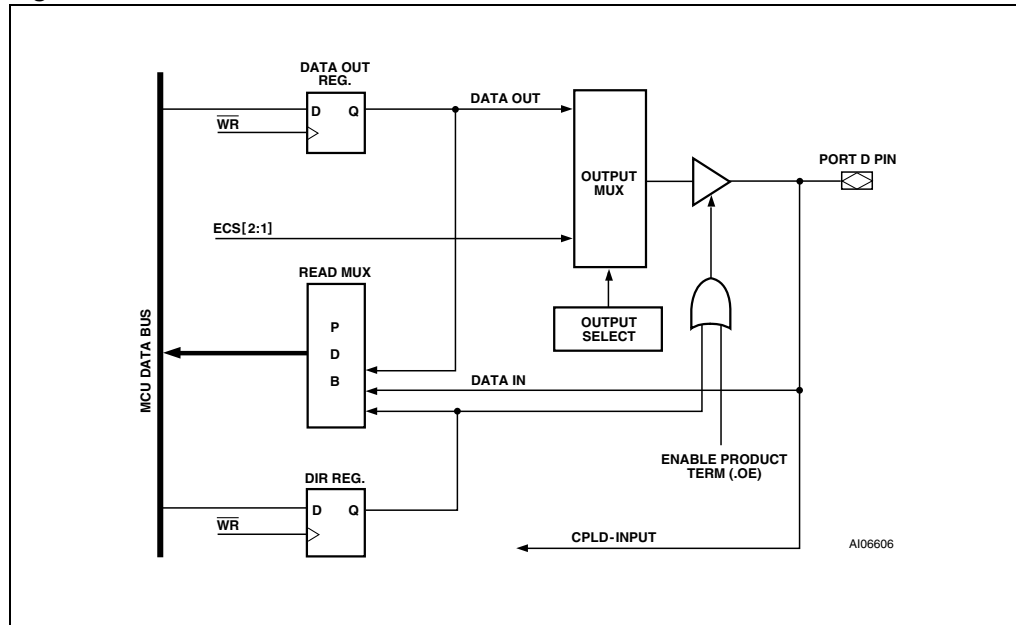 DATA OUT
REG.
D Q
WR
DATA OUT
OUTPUT
MUX
PORT D PIN
ECS[2:1]
READ MUX
P
D
B
OUTPUT
SELECT
MCU DATA BUS
DATA IN
ENABLE PRODUCT
TERM (.OE)
DIR REG.
D Q
WR
CPLD-INPUT
AI06606